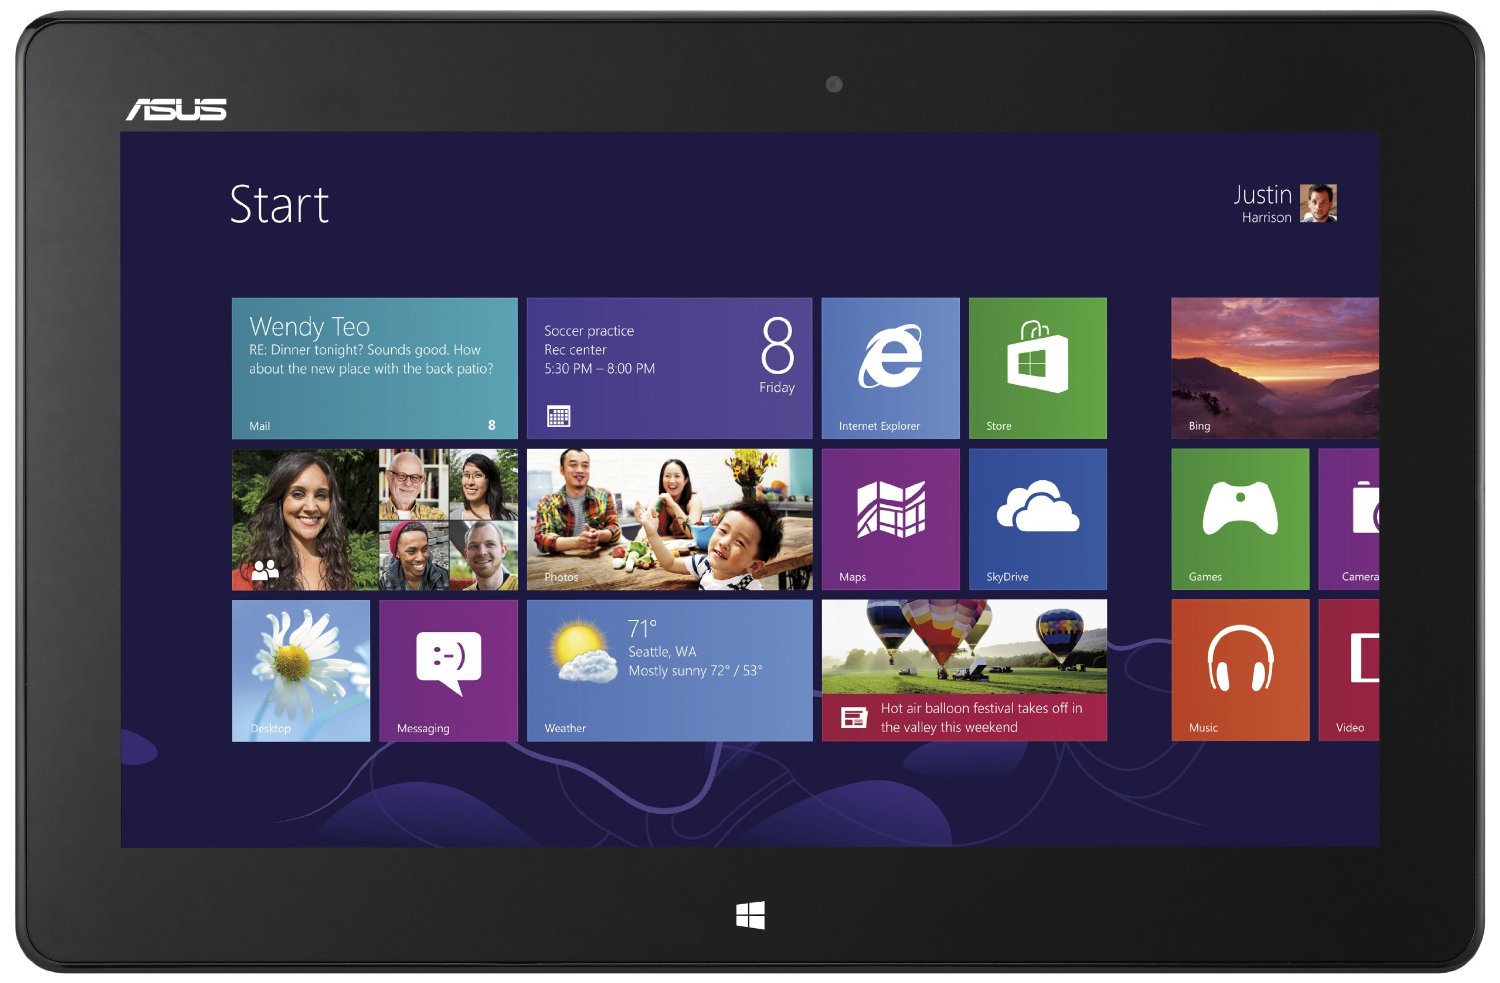 ASUS
Start
Justin
Harrison
Wendy Teo
RE: Dinner tonight? Sounds good. How
about the new place with the back patio?
Mail
8
Soccer practice
Rec center
5:30 PM – 8:00 PM
8
Friday
Internet Explorer
Store
Bing
Photos
Maps
SkyDrive
Games
Camera
Desktop
:-)
Messaging
71°
Seattle, WA
Mostly sunny 72° / 53°
Weather
Hot air balloon festival takes off in
the valley this weekend
Music
Video